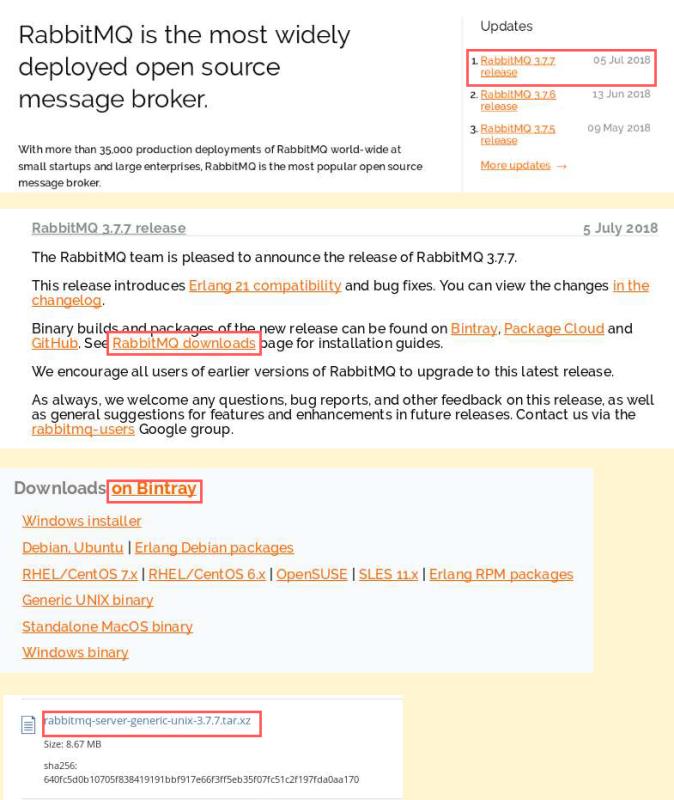 RabbitMQ is the most widely
deployed open source
message broker.
With more than 35,000 production deployments of RabbitMQ world-wide at
small startups and large enterprises, RabbitMQ is the most popular open source
message broker.
Updates
1. RabbitMQ 3.7.7 05 Jul 2018
release
2. RabbitMQ 3.7.6 13 Jun 2018
release
3. RabbitMQ 3.7.5 09 May 2018
release
More updates →
RabbitMQ 3.7.7 release 5 July 2018
The RabbitMQ team is pleased to announce the release of RabbitMQ 3.7.7.
This release introduces Erlang 21 compatibility and bug fixes. You can view the changes in the
changelog.
Binary builds and packages of the new release can be found on Bintray, Package Cloud and
GitHub. See RabbitMQ downloads page for installation guides.
We encourage all users of earlier versions of RabbitMQ to upgrade to this latest release.
As always, we welcome any questions, bug reports, and other feedback on this release, as well
as general suggestions for features and enhancements in future releases. Contact us via the
rabbitmq-users Google group.
Downloads on Bintray
Windows installer
Debian, Ubuntu | Erlang Debian packages
RHEL/CentOS 7.x | RHEL/CentOS 6.x | OpenSUSE | SLES 11.x | Erlang RPM packages
Generic UNIX binary
Standalone MacOS binary
Windows binary
rabbitmq-server-generic-unix-3.7.7.tar.xz
Size: 8.67 MB
sha256:
640fc5d0b10705f838419191bbf917e66f3ff5eb35f07fc51c2f197fda0aa170